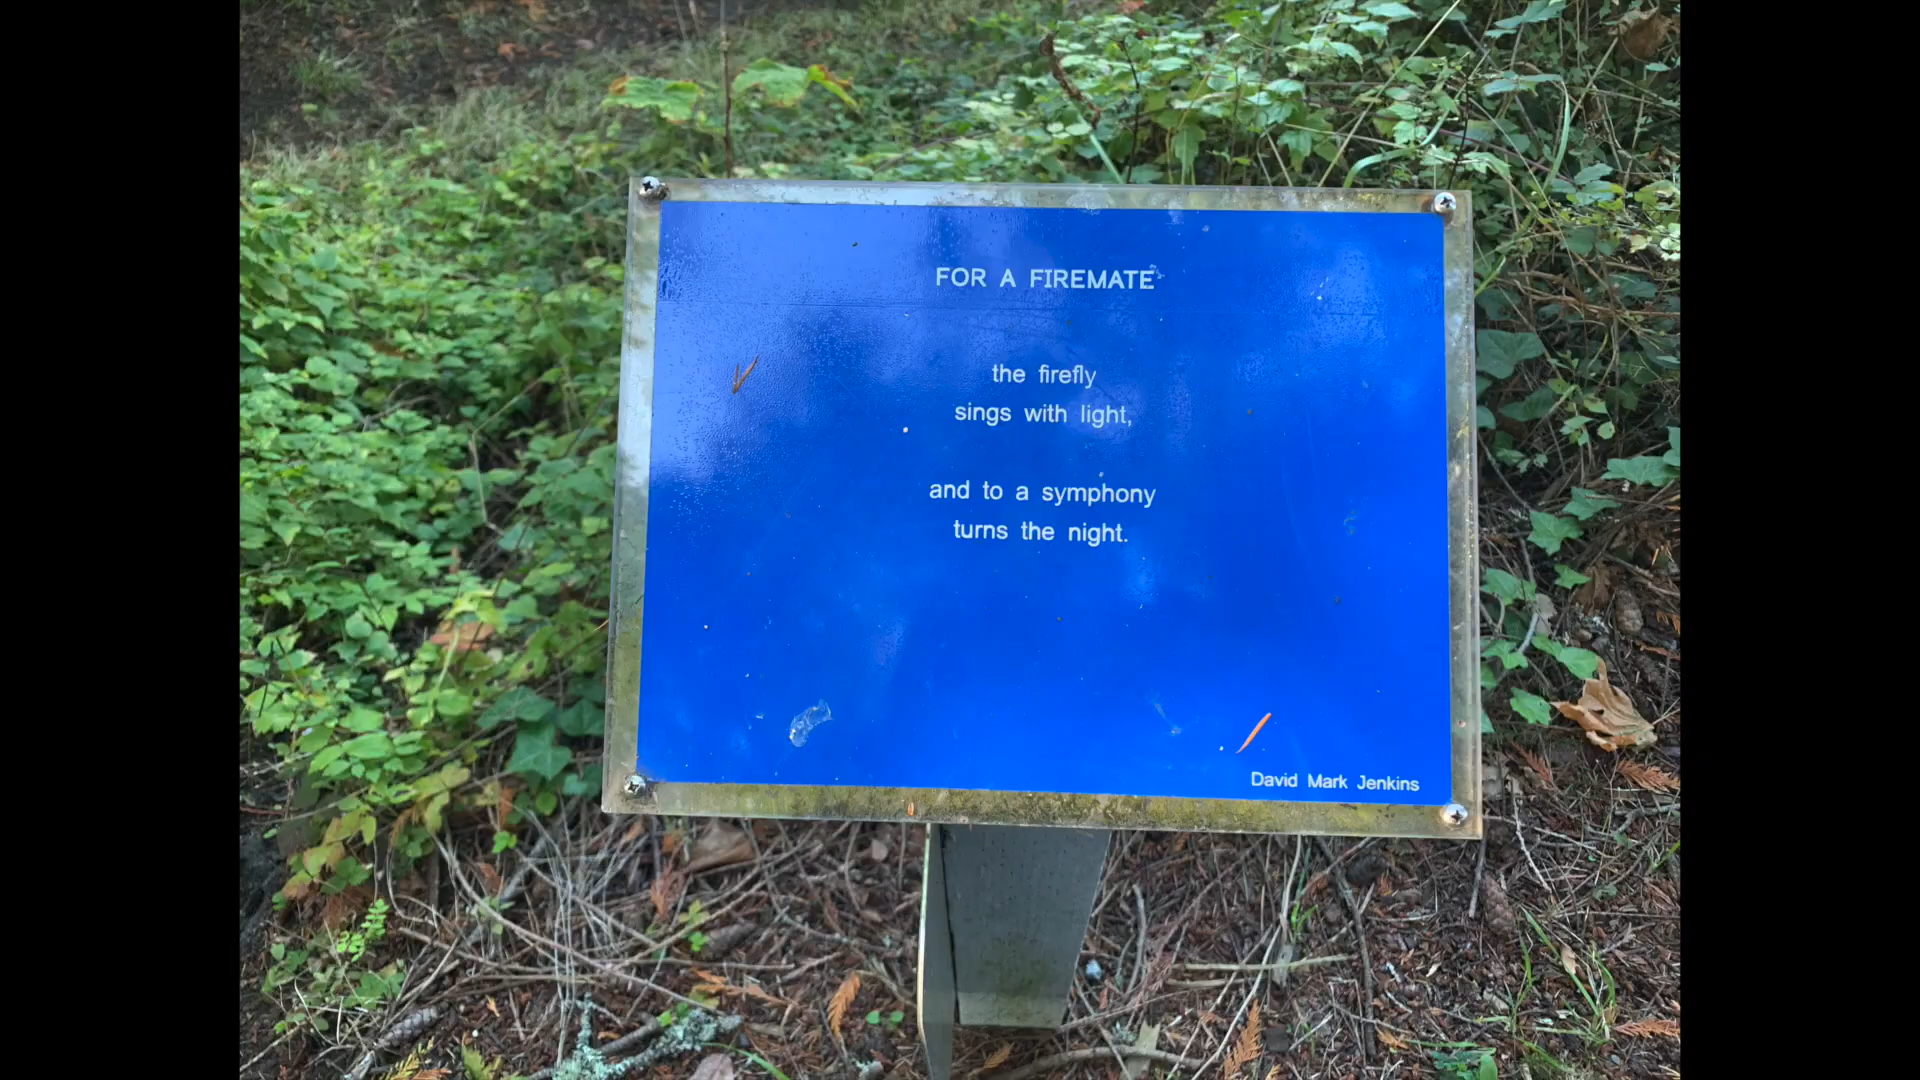 FOR A FIREMATE
the firefly
sings with light,
and to a symphony
turns the night.
David Mark Jenkins